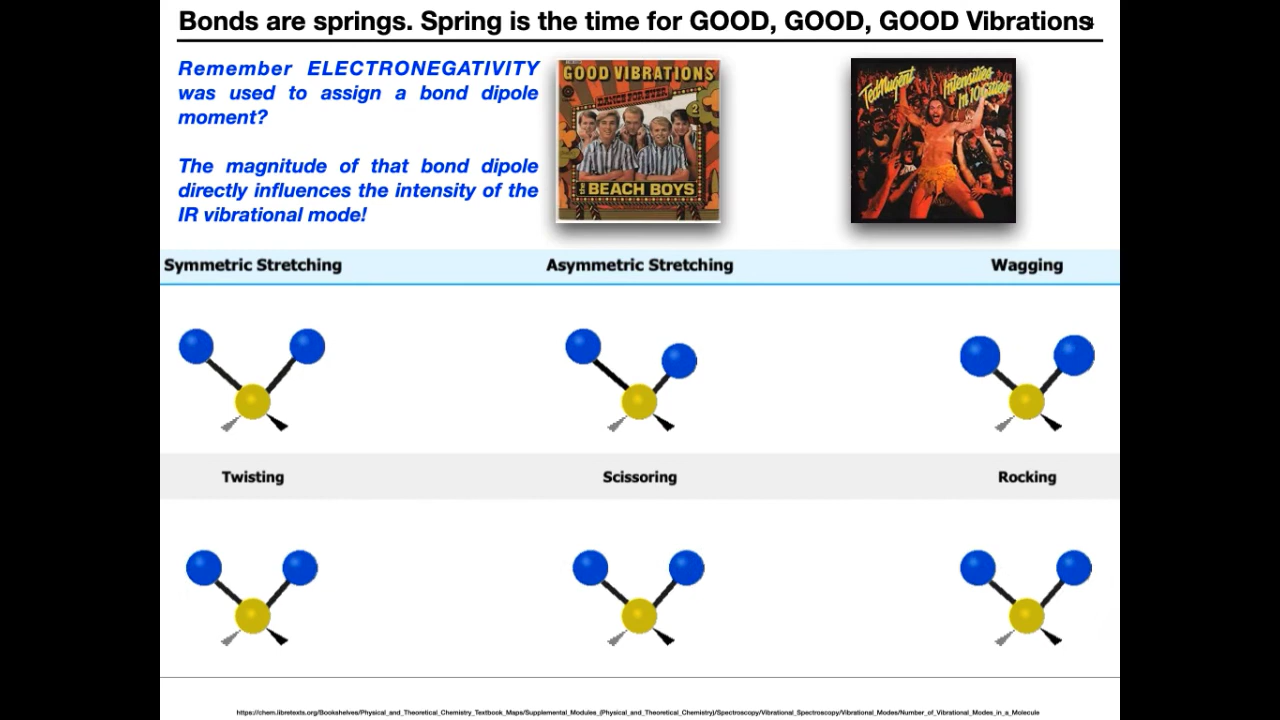 Bonds are springs. Spring is the time for GOOD, GOOD, GOOD Vibrations
Remember ELECTRONEGATIVITY
was used to assign a bond dipole
moment?
The magnitude of that bond dipole
directly influences the intensity of the
IR vibrational mode!
GOOD VIBRATIONS
2
the BEACH BOYS
Ted Nugent
Intensities
In 10 Cities
Symmetric Stretching
Asymmetric Stretching
Wagging
Twisting
Scissoring
Rocking
https://chem.libretexts.org/Bookshelves/Physical_and_Theoretical_Chemistry_Textbook_Maps/Supplemental_Modules_(Physical_and_Theoretical_Chemistry)/Spectroscopy/Vibrational_Spectroscopy/Vibrational_Modes/Number_of_Vibrational_Modes_in_a_Molecule